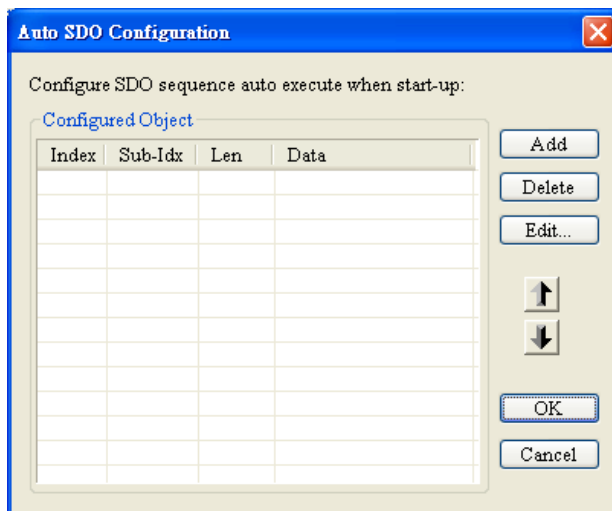 Auto SDO Configuration
Configure SDO sequence auto execute when start-up:
Configured Object
Index Sub-Idx Len Data
Add
Delete
Edit...
OK
Cancel